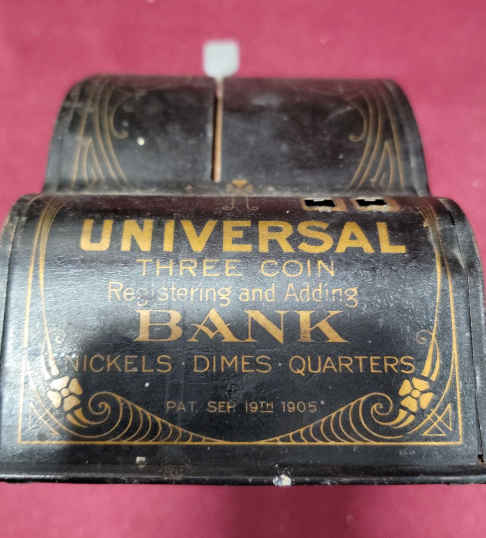 UNIVERSAL
THREE COIN
Registering and Adding
BANK
NICKELS · DIMES · QUARTERS
PAT. SEP. 19TH 1905